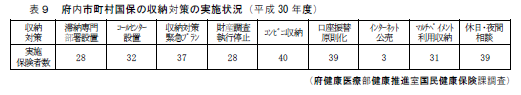 表９　府内市町村国保の収納対策の実施状況（平成30年度）
収納対策 滞納専門部署設置 コールセンター設置 収納対策緊急プラン 財産調査執行停止 コンビニ収納 口座振替原則化 インターネット公売 マルチペイメント利用収納 休日・夜間相談
実施保険者数 28 32 37 28 40 39 3 31 39
（府健康医療部健康推進室国民健康保険課調査）